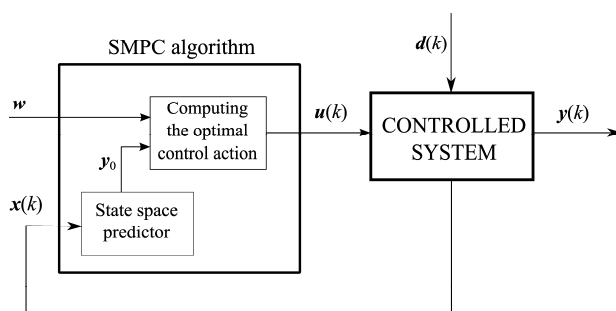 SMPC algorithm
d(k)
w
Computing
the optimal
control action
u(k)
CONTROLLED
SYSTEM
y(k)
y0
x(k)
State space
predictor